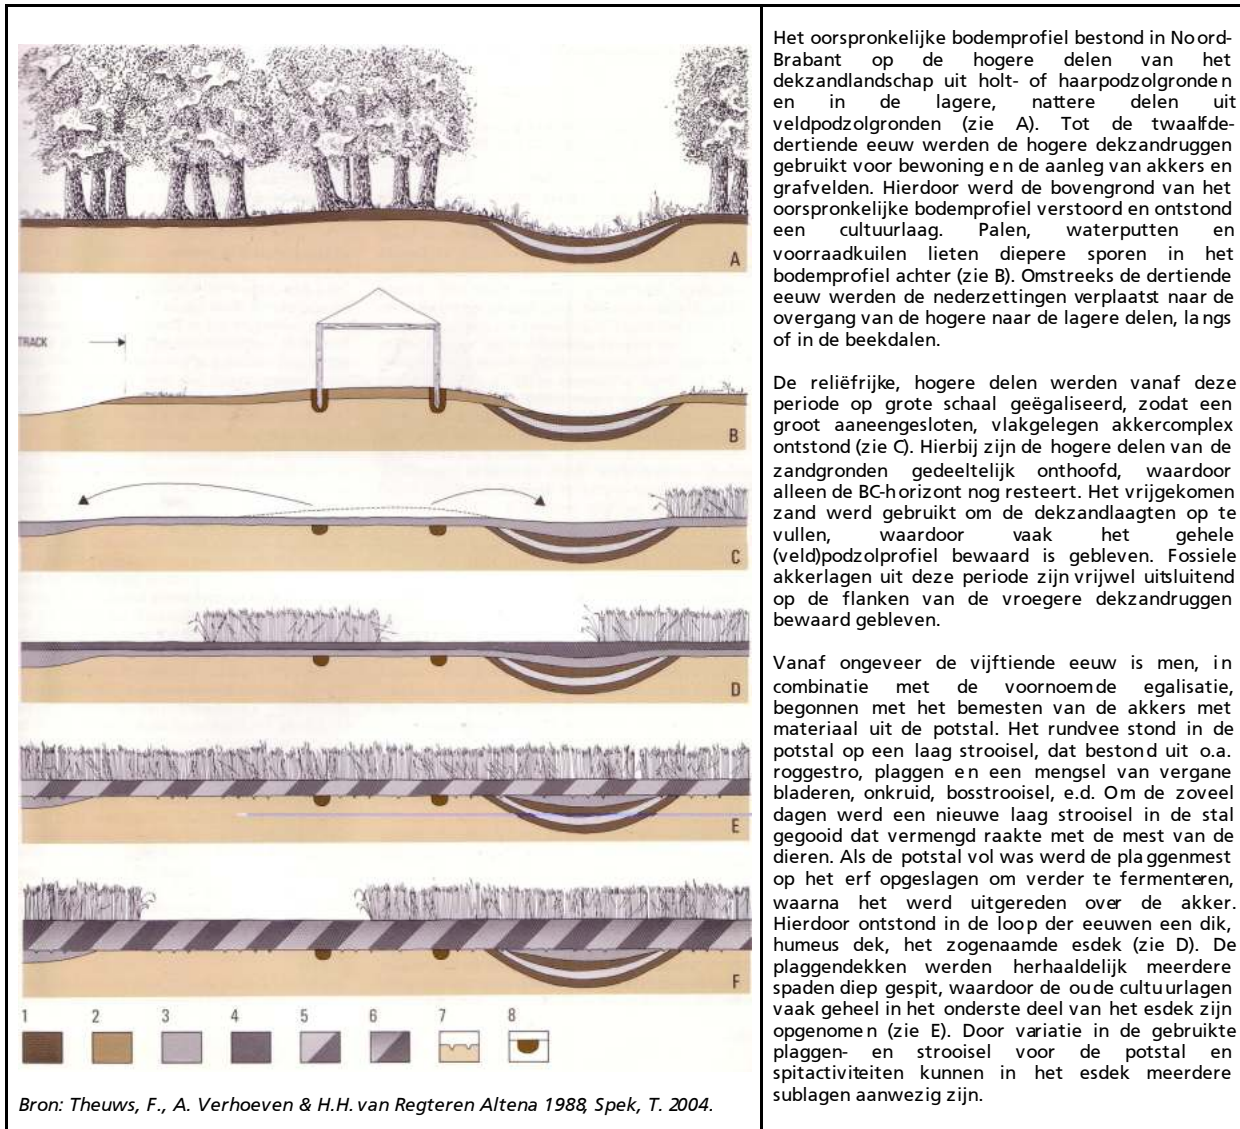 TRACK
A
B
C
D
E
F
1 2 3 4 5 6 7 8
Bron: Theuws, F., A. Verhoeven & H.H. van Regteren Altena 1988, Spek, T. 2004.
Het oorspronkelijke bodemprofiel bestond in Noord-
Brabant op de hogere delen van het
dekzandlandschap uit holt- of haarpodzolgronden
en in de lagere, nattere delen uit
veldpodzolgronden (zie A). Tot de twaalfde-
dertiende eeuw werden de hogere dekzandruggen
gebruikt voor bewoning en de aanleg van akkers en
grafvelden. Hierdoor werd de bovengrond van het
oorspronkelijke bodemprofiel verstoord en ontstond
een cultuurlaag. Palen, waterputten en
voorraadkuilen lieten diepere sporen in het
bodemprofiel achter (zie B). Omstreeks de dertiende
eeuw werden de nederzettingen verplaatst naar de
overgang van de hogere naar de lagere delen, langs
of in de beekdalen.
De reliëfrijke, hogere delen werden vanaf deze
periode op grote schaal geëgaliseerd, zodat een
groot aaneengesloten, vlakgelegen akkercomplex
ontstond (zie C). Hierbij zijn de hogere delen van de
zandgronden gedeeltelijk onthoofd, waardoor
alleen de BC-horizont nog resteert. Het vrijgekomen
zand werd gebruikt om de dekzandlaagten op te
vullen, waardoor vaak het gehele
(veld)podzolprofiel bewaard is gebleven. Fossiele
akkerlagen uit deze periode zijn vrijwel uitsluitend
op de flanken van de vroegere dekzandruggen
bewaard gebleven.
Vanaf ongeveer de vijftiende eeuw is men, in
combinatie met de voornoemde egalisatie,
begonnen met het bemesten van de akkers met
materiaal uit de potstal. Het rundvee stond in de
potstal op een laag strooisel, dat bestond uit o.a.
roggestro, plaggen en een mengsel van vergane
bladeren, onkruid, bosstrooisel, e.d. Om de zoveel
dagen werd een nieuwe laag strooisel in de stal
gegooid dat vermengd raakte met de mest van de
dieren. Als de potstal vol was werd de plaggenmest
op het erf opgeslagen om verder te fermenteren,
waarna het werd uitgereden over de akker.
Hierdoor ontstond in de loop der eeuwen een dik,
humeus dek, het zogenaamde esdek (zie D). De
plaggendekken werden herhaaldelijk meerdere
spaden diep gespit, waardoor de oude cultuurlagen
vaak geheel in het onderste deel van het esdek zijn
opgenomen (zie E). Door variatie in de gebruikte
plaggen- en strooisel voor de potstal en
spitactiviteiten kunnen in het esdek meerdere
sublagen aanwezig zijn.